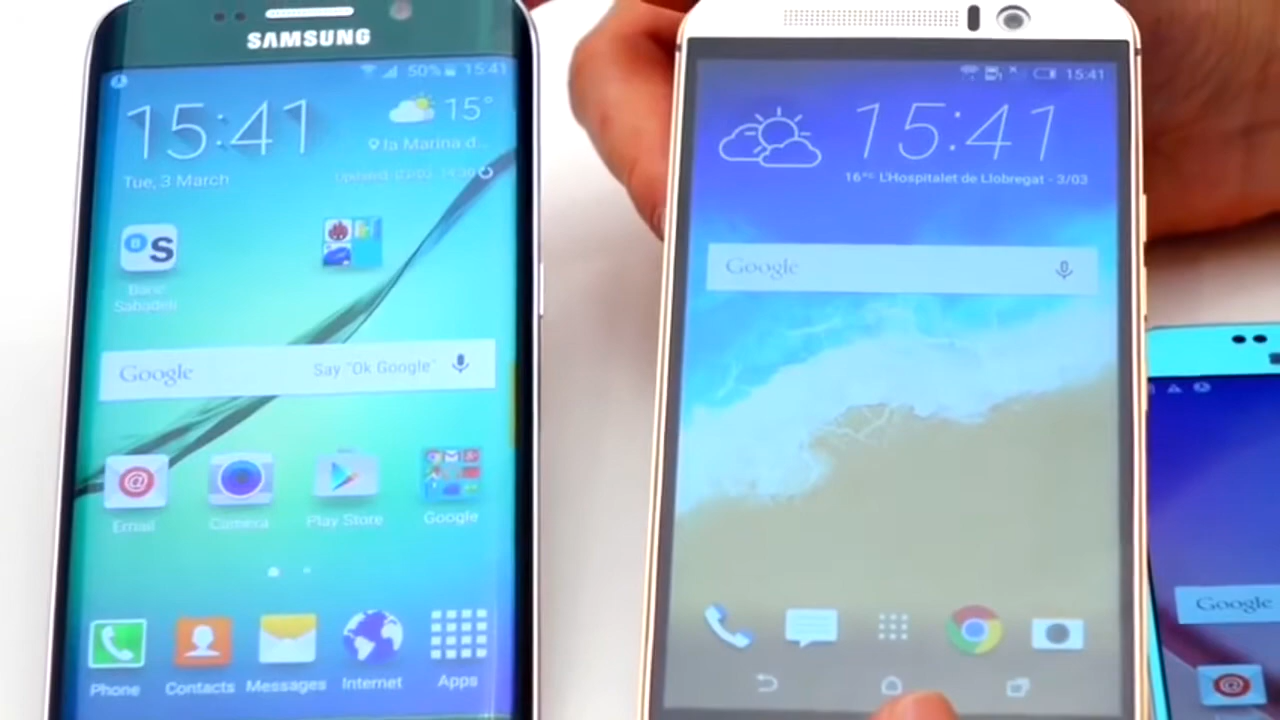 SAMSUNG
50% 15:41
15:41
15°
la Marina d...
Tue, 3 March
S
Banc
Sabadell
Google
Say "Ok Google"
@
Email
Camera
Play Store
Google
Phone
Contacts
Messages
Internet
Apps
15:41
15:41
16°C L'Hospitalet de Llobregat - 3/03
Google
Google
@